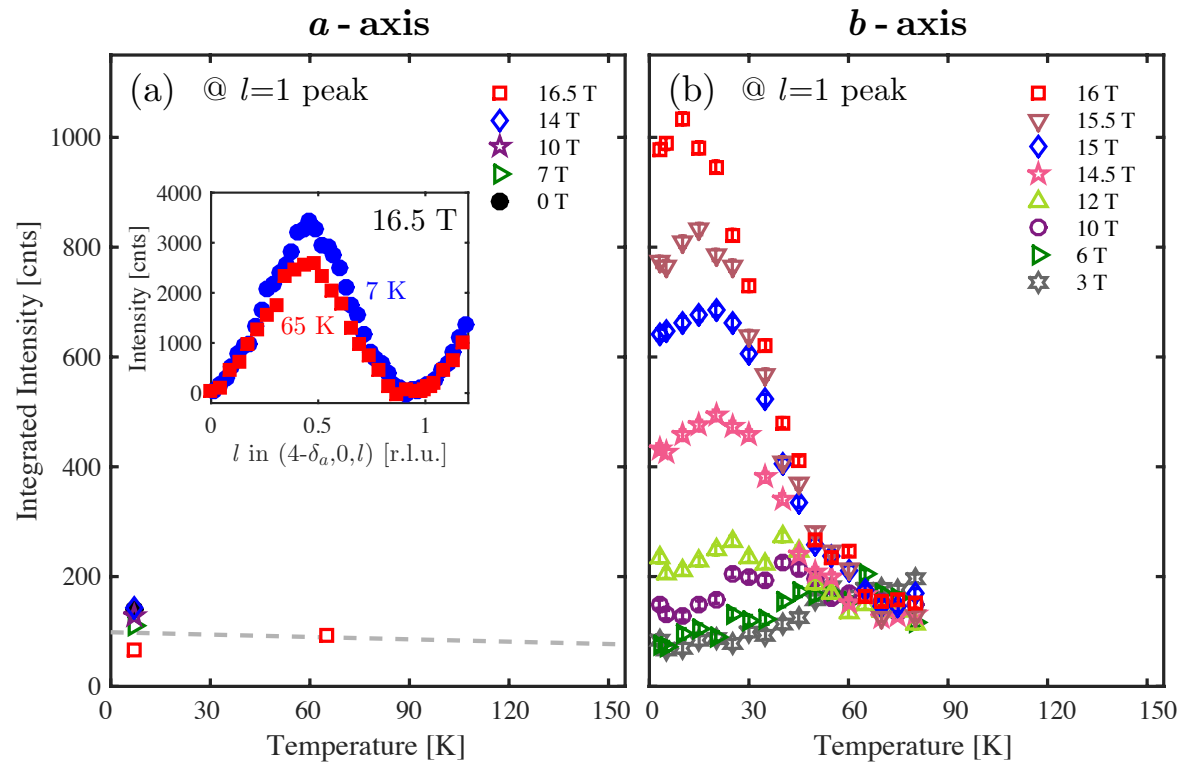 a - axis
b - axis
(a) @ l=1 peak
16.5 T
14 T
10 T
7 T
0 T
16.5 T
7 K
65 K
4000
3000
2000
1000
0
Intensity [cnts]
0 0.5 1
l in (4-δa,0,l) [r.l.u.]
1000
800
600
400
200
0
Integrated Intensity [cnts]
0 30 60 90 120 150
Temperature [K]
(b) @ l=1 peak
16 T
15.5 T
15 T
14.5 T
12 T
10 T
6 T
3 T
0 30 60 90 120 150
Temperature [K]